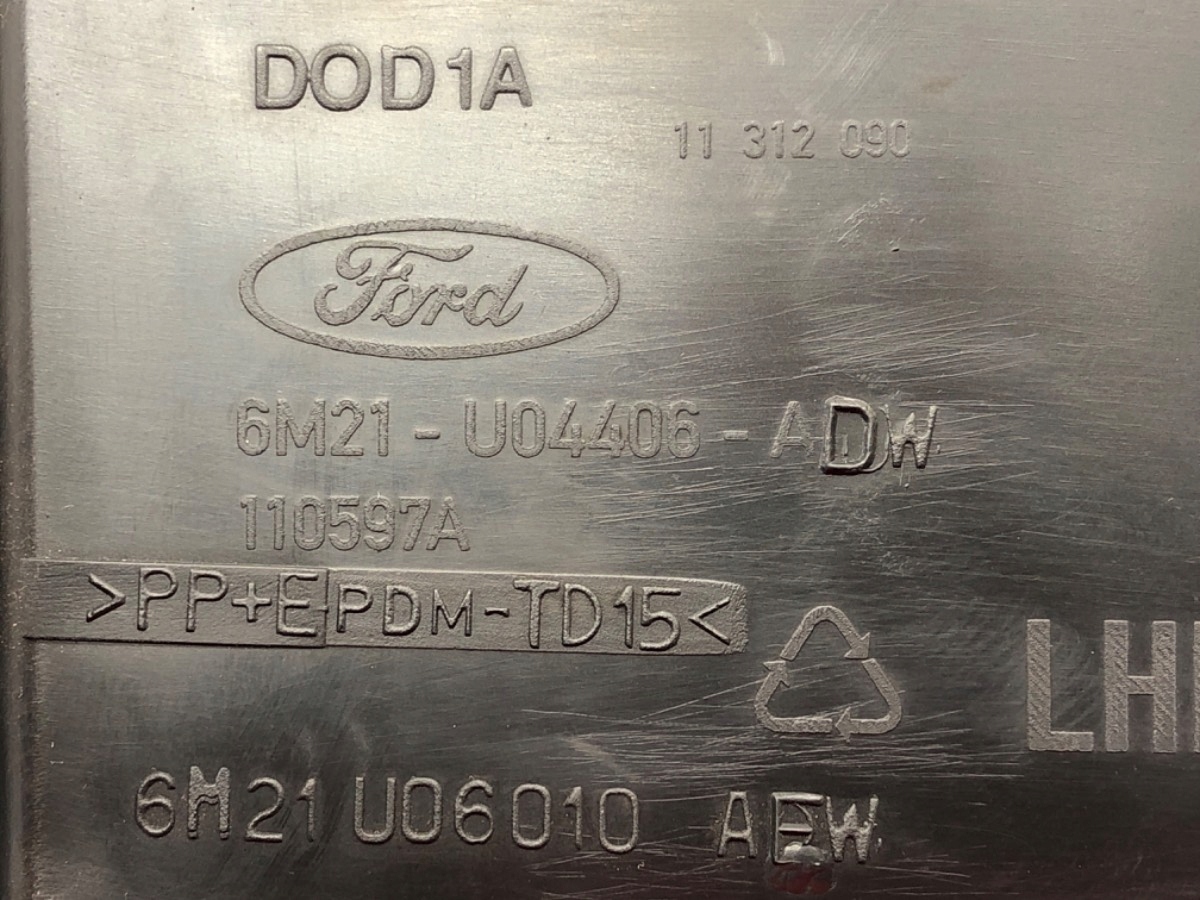 DOD1A
11 312 090
Ford
6M21 - U04406 - ADW
110597A
>PP+EPDM-TD15<
LH
6M21 U06010 AEW